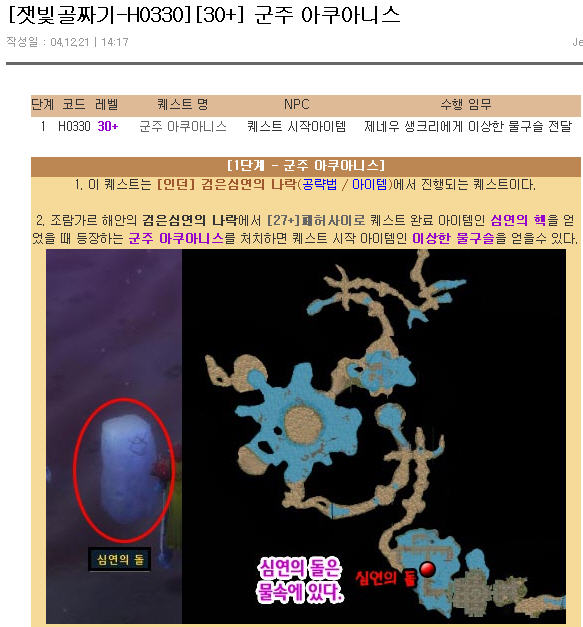 [잿빛골짜기-H0330][30+] 군주 아쿠아니스
작성일 : 04,12,21 | 14:17
Je
단계 코드 레벨 퀘스트 명 NPC 수행 임무
1 H0330 30+ 군주 아쿠아니스 퀘스트 시작아이템 제네우 생크리에게 이상한 물구슬 전달
[1단계 - 군주 아쿠아니스]
1. 이 퀘스트는 [인던] 검은심연의 나락(공략법 / 아이템)에서 진행되는 퀘스트이다.
2. 조람가르 해안의 검은심연의 나락에서 [27+]페허사이로 퀘스트 완료 아이템인 심연의 핵을 얻
었을 때 등장하는 군주 아쿠아니스를 처치하면 퀘스트 시작 아이템인 이상한 물구슬을 얻을수 있다.
심연의 돌
심연의 돌은
물속에 있다.
심연의 돌